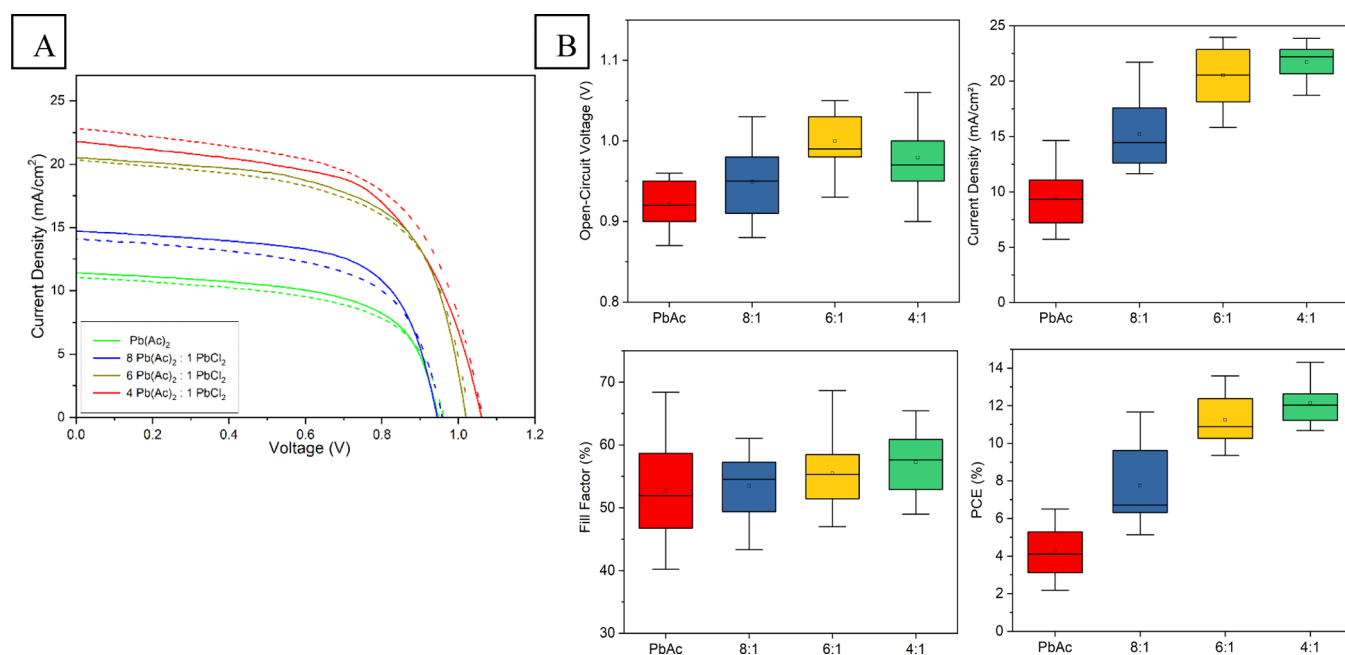 A
Current Density (mA/cm²)
25
20
15
10
5
0
Pb(Ac)₂
8 Pb(Ac)₂ : 1 PbCl₂
6 Pb(Ac)₂ : 1 PbCl₂
4 Pb(Ac)₂ : 1 PbCl₂
0.0 0.2 0.4 0.6 0.8 1.0 1.2
Voltage (V)
B
Open-Circuit Voltage (V)
1.1
1.0
0.9
0.8
PbAc 8:1 6:1 4:1
Current Density (mA/cm²)
25
20
15
10
5
0
PbAc 8:1 6:1 4:1
Fill Factor (%)
70
60
50
40
30
PbAc 8:1 6:1 4:1
PCE (%)
14
12
10
8
6
4
2
0
PbAc 8:1 6:1 4:1